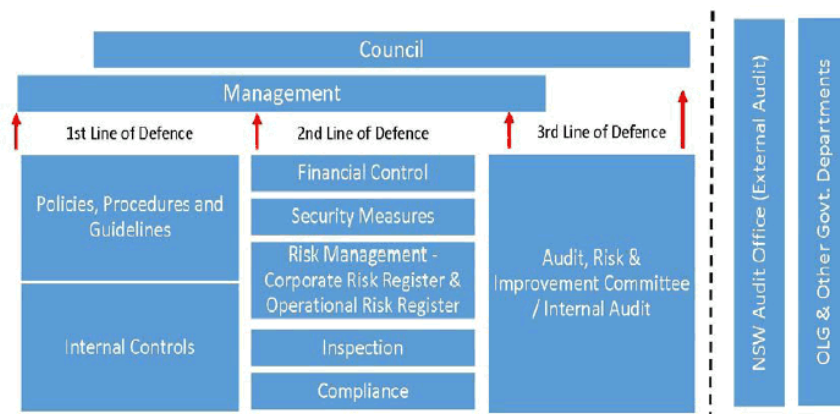 Council
Management
1st Line of Defence
2nd Line of Defence
3rd Line of Defence
Policies, Procedures and
Guidelines
Internal Controls
Financial Control
Security Measures
Risk Management -
Corporate Risk Register &
Operational Risk Register
Inspection
Compliance
Audit, Risk &
Improvement Committee
/ Internal Audit
NSW Audit Office (External Audit)
OLG & Other Govt. Departments